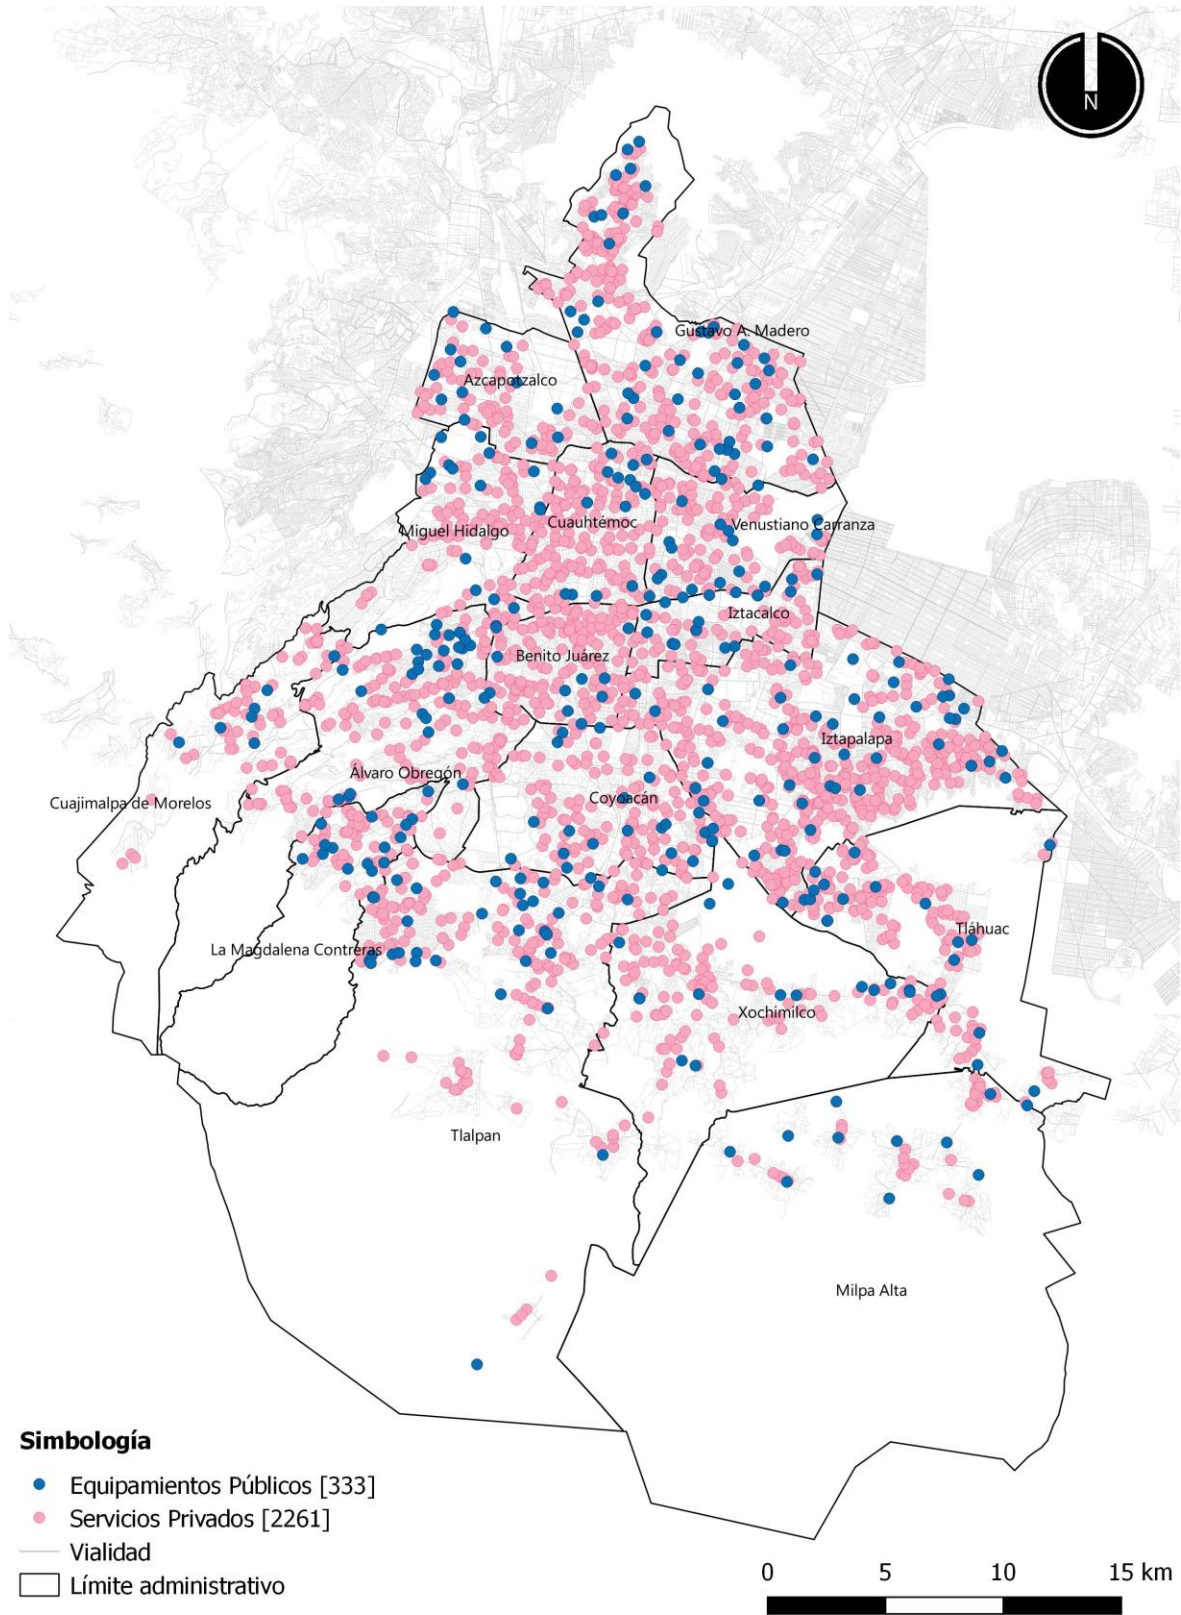 N
Gustavo A. Madero
Azcapotzalco
Cuauhtémoc
Venustiano Carranza
Miguel Hidalgo
Iztacalco
Benito Juárez
Iztapalapa
Álvaro Obregón
Coyoacán
Cuajimalpa de Morelos
Tláhuac
La Magdalena Contreras
Xochimilco
Tlalpan
Milpa Alta
Simbología
Equipamientos Públicos [333]
Servicios Privados [2261]
Vialidad
Límite administrativo
0 5 10 15 km